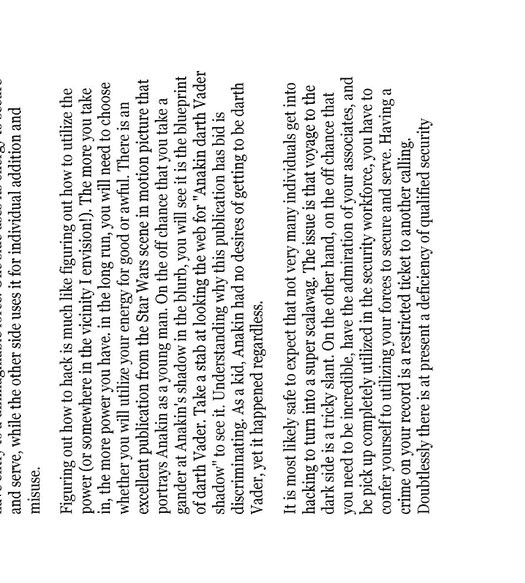 and serve, while the other side uses it for individual addition and
misuse.
Figuring out how to hack is much like figuring out how to utilize the
power (or somewhere in the vicinity I envision!). The more you take
in, the more power you have. in the long run, you will need to choose
whether you will utilize your energy for good or awful. There is an
excellent publication from the Star Wars scene in motion picture that
portrays Anakin as a young man. On the off chance that you take a
gander at Anakin's shadow in the blurb, you will see it is the blueprint
of darth Vader. Take a stab at looking the web for "Anakin darth Vader
shadow" to see it. Understanding why this publication has bid is
discriminating. As a kid, Anakin had no desires of getting to be darth
Vader, yet it happened regardless.
It is most likely safe to expect that not very many individuals get into
hacking to turn into a super scalawag. The issue is that voyage to the
dark side is a tricky slant. On the other hand, on the off chance that
you need to be incredible, have the admiration of your associates, and
be pick up completely utilized in the security workforce, you have to
confer yourself to utilizing your forces to secure and serve. Having a
crime on your record is a restricted ticket to another calling.
Doubtlessly there is at present a deficiency of qualified security